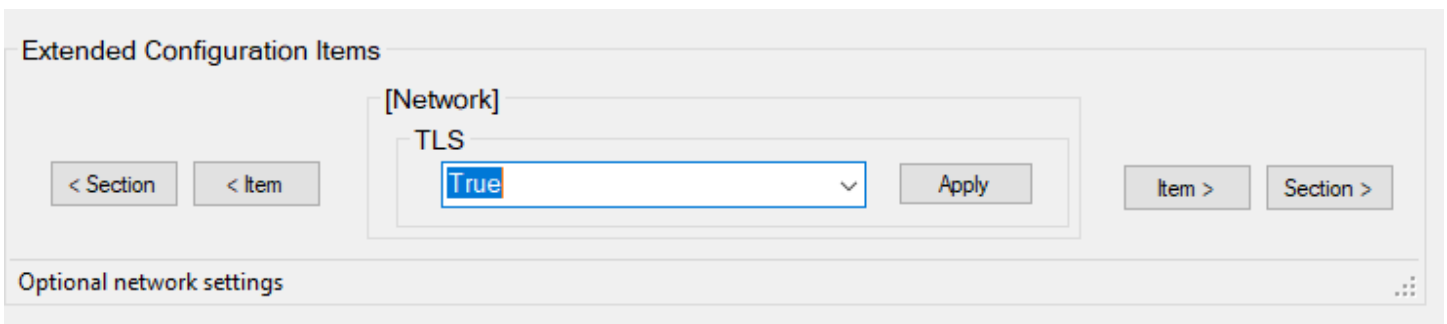 Extended Configuration Items
[Network]
TLS
< Section
< Item
True
Apply
Item >
Section >
Optional network settings